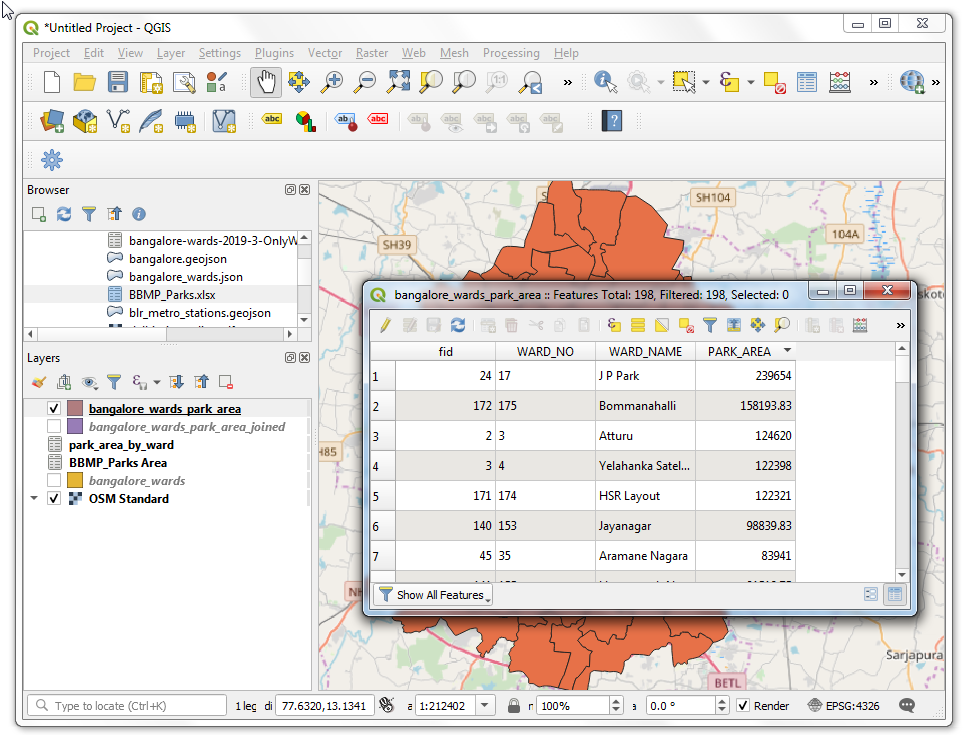 *Untitled Project - QGIS
Project Edit View Layer Settings Plugins Vector Raster Web Mesh Processing Help
Browser
bangalore-wards-2019-3-OnlyW
bangalore.geojson
bangalore_wards.json
BBMP_Parks.xlsx
blr_metro_stations.geojson
Layers
bangalore_wards_park_area
bangalore_wards_park_area_joined
park_area_by_ward
BBMP_Parks Area
bangalore_wards
OSM Standard
SH104
SH39
104A
bangalore_wards_park_area :: Features Total: 198, Filtered: 198, Selected: 0
fid WARD_NO WARD_NAME PARK_AREA
1 24 17 J P Park 239654
2 172 175 Bommanahalli 158193.83
3 2 3 Atturu 124620
4 3 4 Yelahanka Satel... 122398
5 171 174 HSR Layout 122321
6 140 153 Jayanagar 98839.83
7 45 35 Aramane Nagara 83941
Show All Features
H85
Sarjapura
BETL
Type to locate (Ctrl+K) 1 leg di 77.6320,13.1341 a 1:212402 100% a 0.0 ° Render EPSG:4326